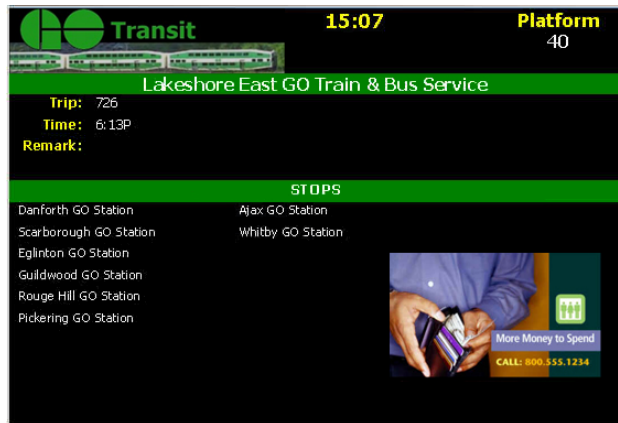 GO Transit
15:07
Platform
40
Lakeshore East GO Train & Bus Service
Trip: 726
Time: 6:13P
Remark:
STOPS
Danforth GO Station
Scarborough GO Station
Eglinton GO Station
Guildwood GO Station
Rouge Hill GO Station
Pickering GO Station
Ajax GO Station
Whitby GO Station
More Money to Spend
CALL: 800.555.1234